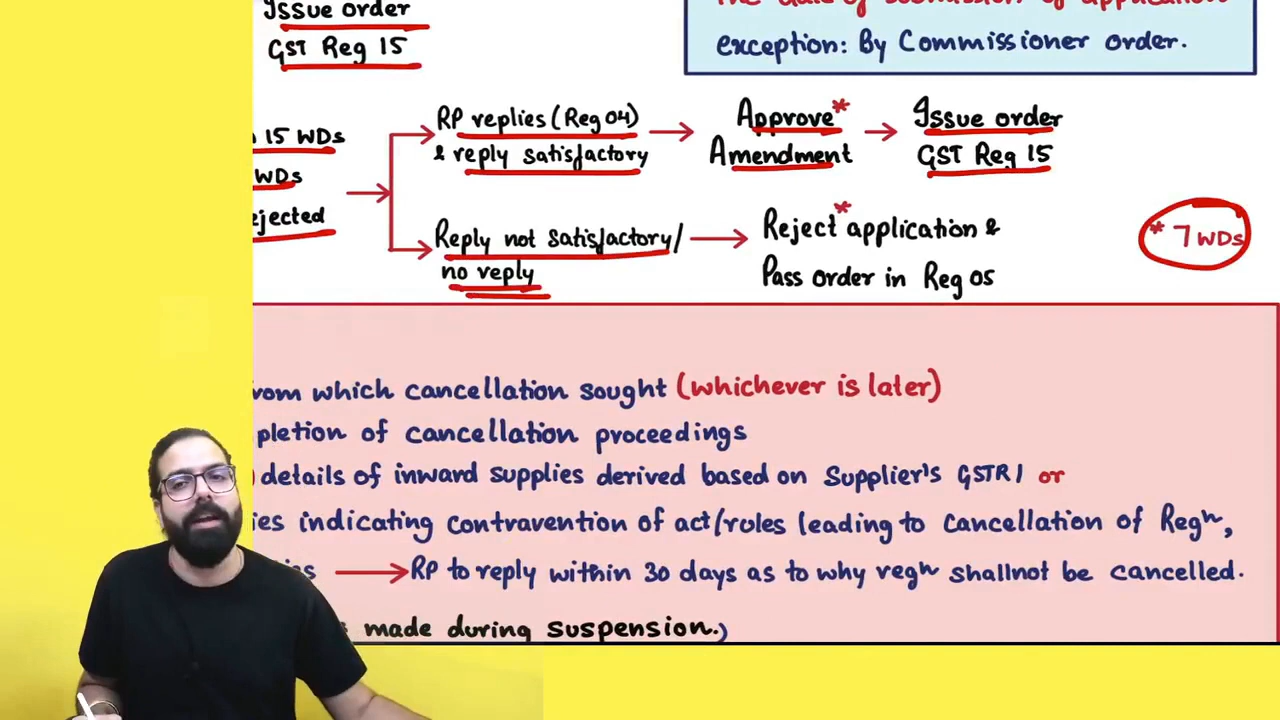 Issue order
GST Reg 15
exception: By Commissioner order.
RP replies (Reg 04)
& reply satisfactory
Approve*
Amendment
Issue order
GST Reg 15
15 WDs
WDs
ejected
Reply not satisfactory/
no reply
Reject* application &
Pass order in Reg 05
* 7 WDs
rom which cancellation sought (whichever is later)
pletion of cancellation proceedings
details of inward supplies derived based on Supplier's GSTR1 or
ies indicating contravention of act/rules leading to cancellation of Regⁿ,
RP to reply within 30 days as to why regⁿ shall not be cancelled.
made during suspension.)